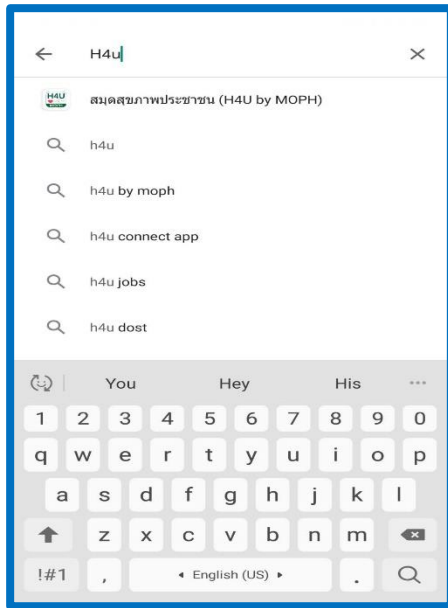 H4u
H4U สมุดสุขภาพประชาชน (H4U by MOPH)
h4u
h4u by moph
h4u connect app
h4u jobs
h4u dost
You Hey His ...
1 2 3 4 5 6 7 8 9 0
q w e r t y u i o p
a s d f g h j k l
z x c v b n m
!#1 , English (US) .